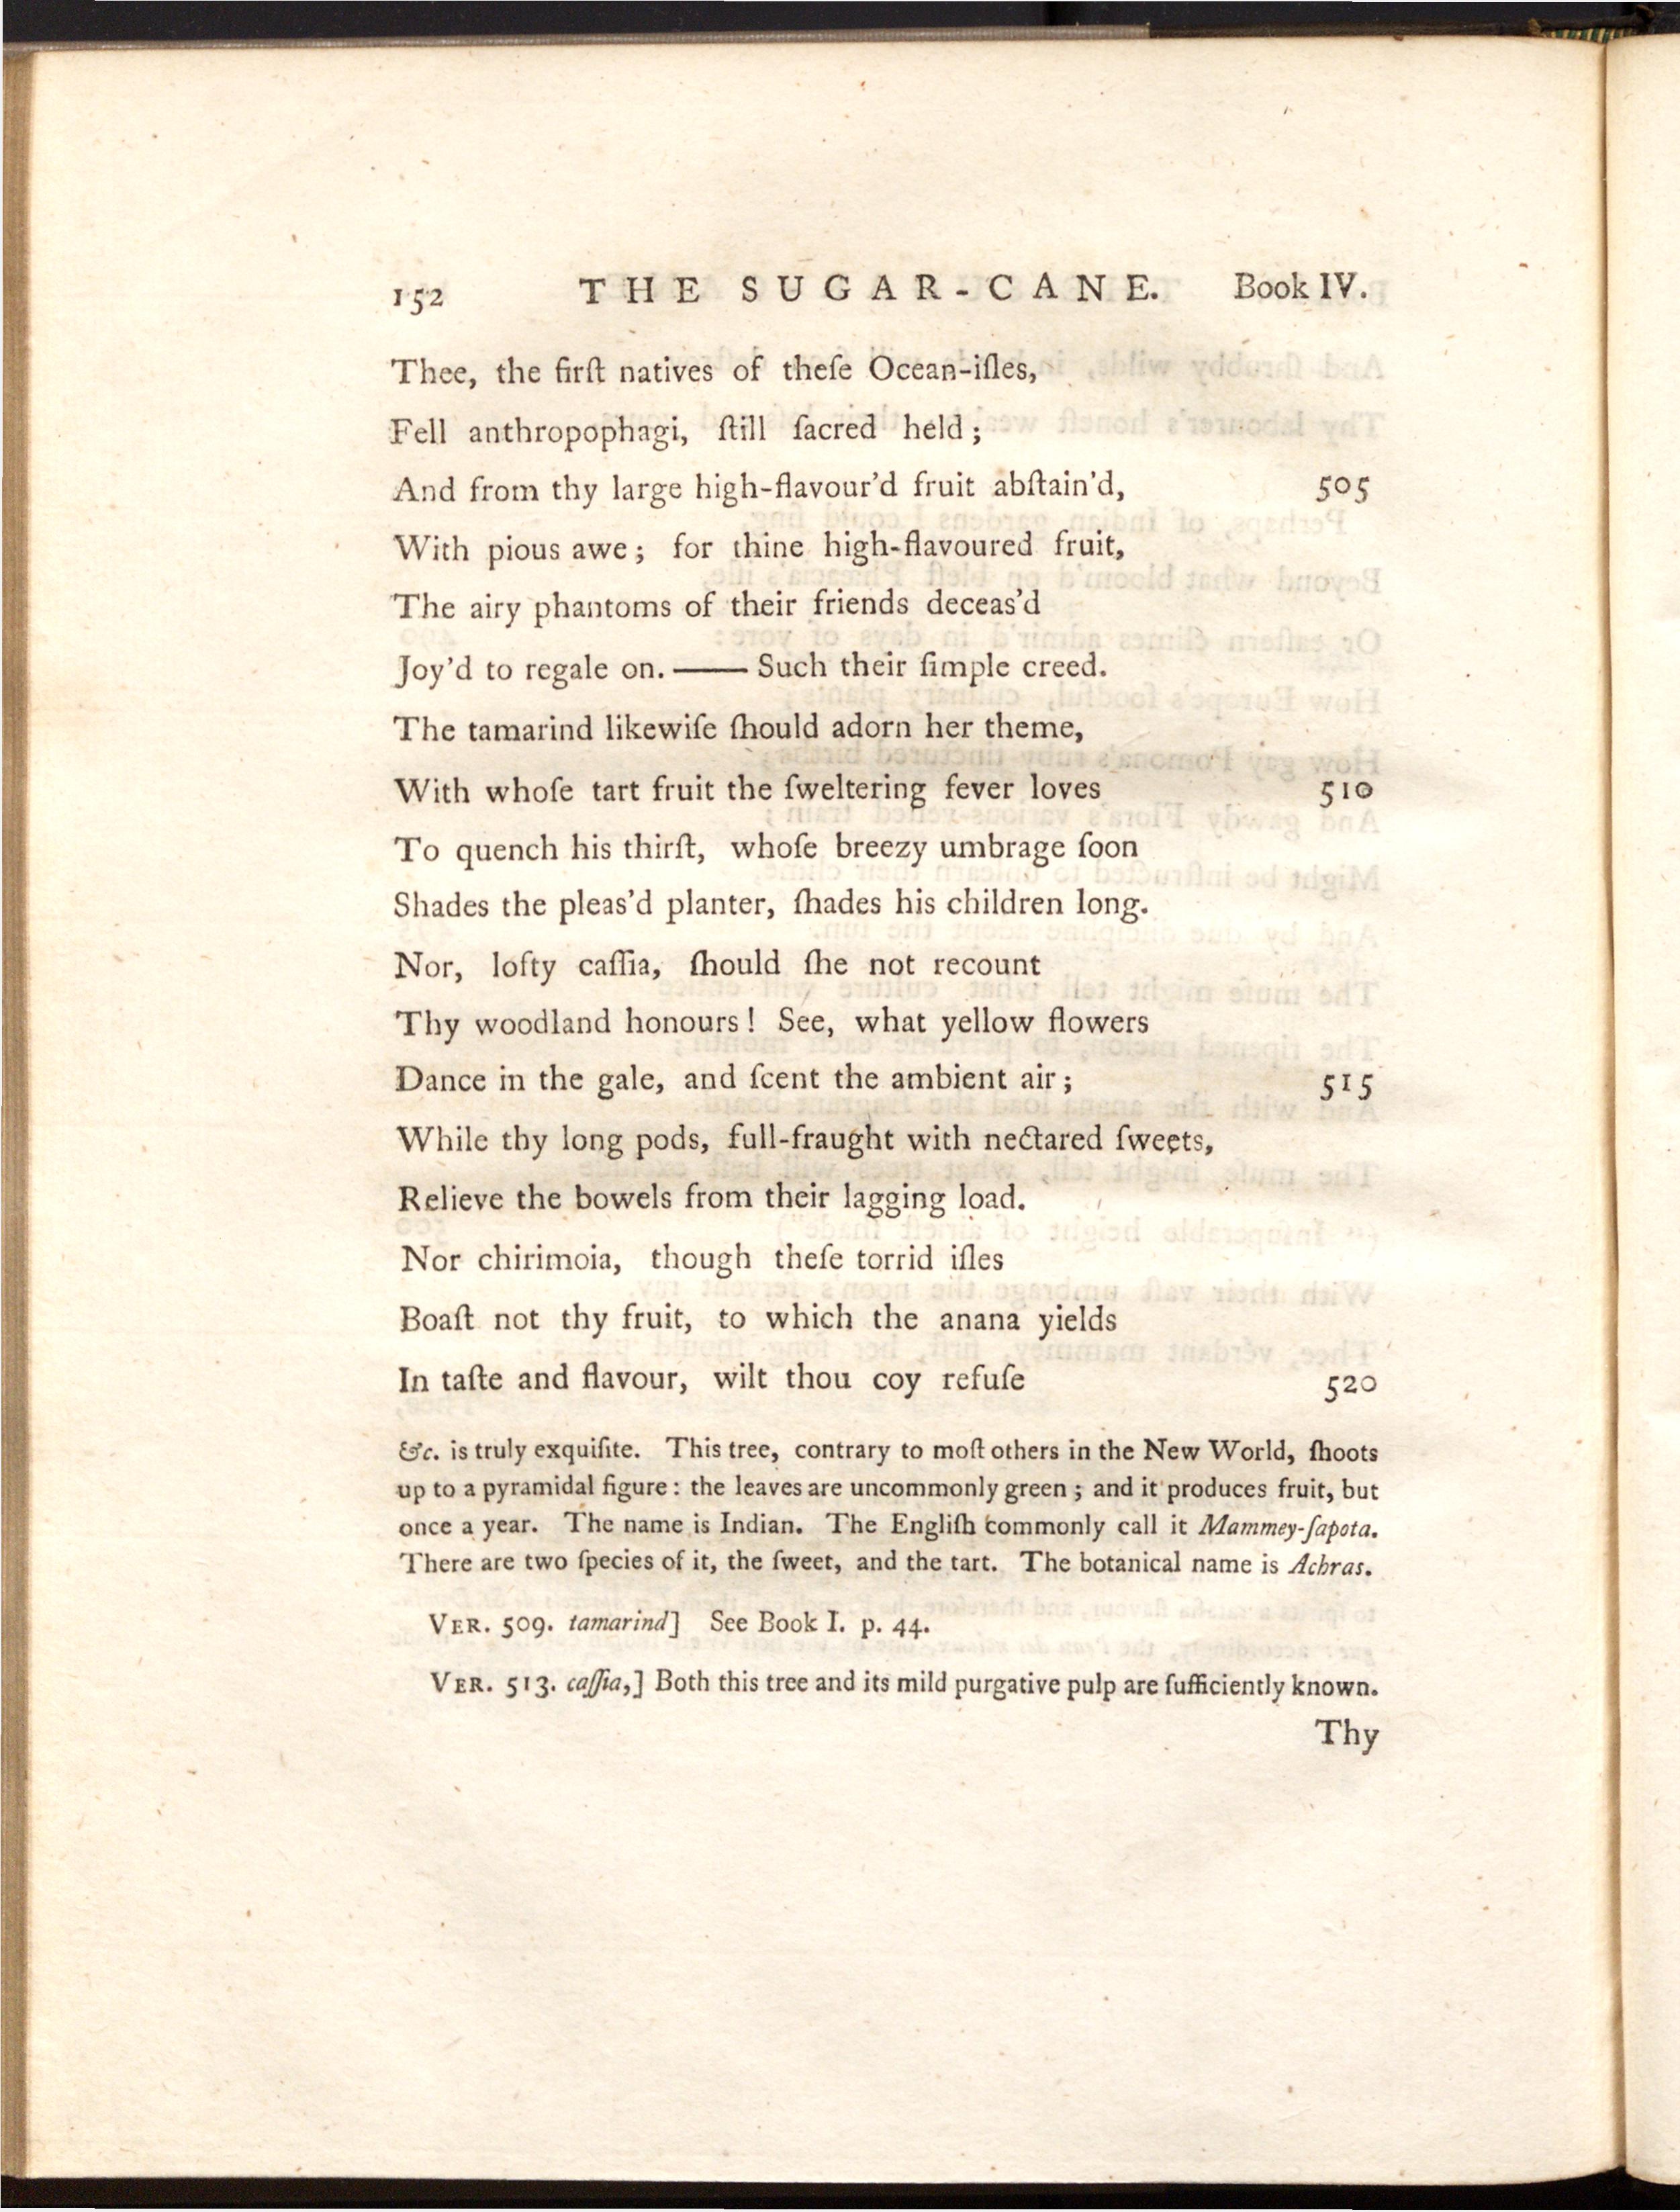 152 THE SUGAR-CANE. Book IV.
Thee, the firſt natives of theſe Ocean-iſles,
Fell anthropophagi, ſtill ſacred held;
And from thy large high-flavour'd fruit abſtain'd, 505
With pious awe; for thine high-flavoured fruit,
The airy phantoms of their friends deceas'd
Joy'd to regale on. —— Such their ſimple creed.
The tamarind likewiſe ſhould adorn her theme,
With whoſe tart fruit the ſweltering fever loves 510
To quench his thirſt, whoſe breezy umbrage ſoon
Shades the pleas'd planter, ſhades his children long.
Nor, lofty caſſia, ſhould ſhe not recount
Thy woodland honours! See, what yellow flowers
Dance in the gale, and ſcent the ambient air; 515
While thy long pods, full-fraught with nectared ſweets,
Relieve the bowels from their lagging load.
Nor chirimoia, though theſe torrid iſles
Boaſt not thy fruit, to which the anana yields
In taſte and flavour, wilt thou coy refuſe 520
&c. is truly exquiſite. This tree, contrary to moſt others in the New World, ſhoots
up to a pyramidal figure: the leaves are uncommonly green; and it produces fruit, but
once a year. The name is Indian. The Engliſh commonly call it Mammey-ſapota.
There are two ſpecies of it, the ſweet, and the tart. The botanical name is Achras.
VER. 509. tamarind] See Book I. p. 44.
VER. 513. caſſia,] Both this tree and its mild purgative pulp are ſufficiently known.
Thy